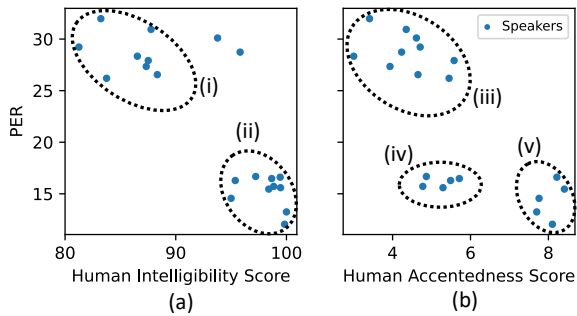 Speakers
30
25
20
15
PER
(i)
(ii)
(iii)
(iv)
(v)
80
90
100
4
6
8
Human Intelligibility Score
Human Accentedness Score
(a)
(b)